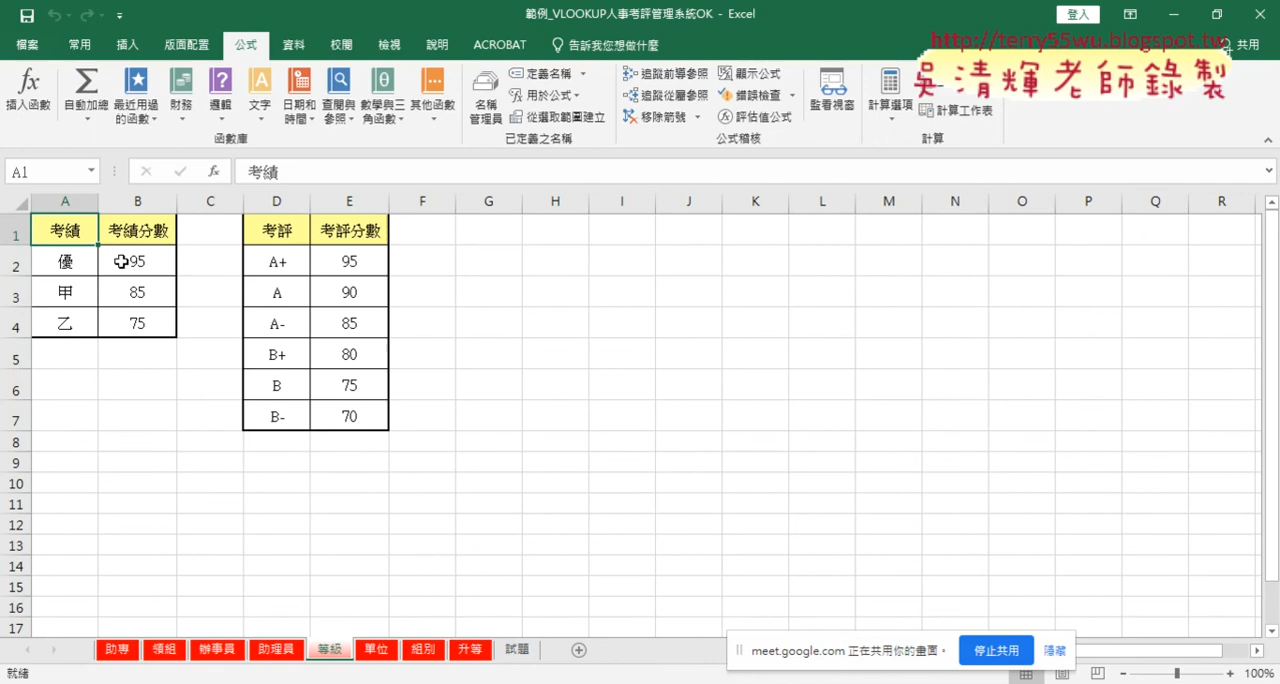 範例_VLOOKUP人事考評管理系統OK - Excel
登入
檔案 常用 插入 版面配置 公式 資料 校閱 檢視 說明 ACROBAT 告訴我您想做什麼 共用
http://terry55wu.blogspot.tw
吳清輝老師錄製
插入函數 自動加總 最近用過的函數 財務 邏輯 文字 日期和時間 查閱與參照 數學與三角函數 其他函數
函數庫
名稱管理員 定義名稱 用於公式 從選取範圍建立
已定義之名稱
追蹤前導參照 追蹤從屬參照 移除箭號 顯示公式 錯誤檢查 評估值公式
公式稽核
監看視窗
計算選項 計算工作表
計算
A1 fx 考績
A B C D E F G H I J K L M N O P Q R
1 考績 考績分數 考評 考評分數
2 優 95 A+ 95
3 甲 85 A 90
4 乙 75 A- 85
5 B+ 80
6 B 75
7 B- 70
8
9
10
11
12
13
14
15
16
17
助專 領組 辦事員 助理員 等級 單位 組別 升等 試題
meet.google.com 正在共用你的畫面。 停止共用 隱藏
就緒 100%